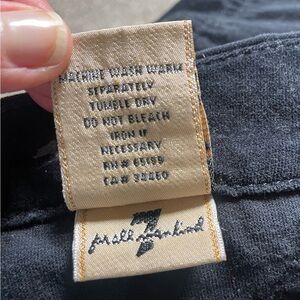 MACHINE WASH WARM
SEPARATELY
TUMBLE DRY
DO NOT BLEACH
IRON IF
NECESSARY
RN# 65199
CA# 34460
7
for all mankind